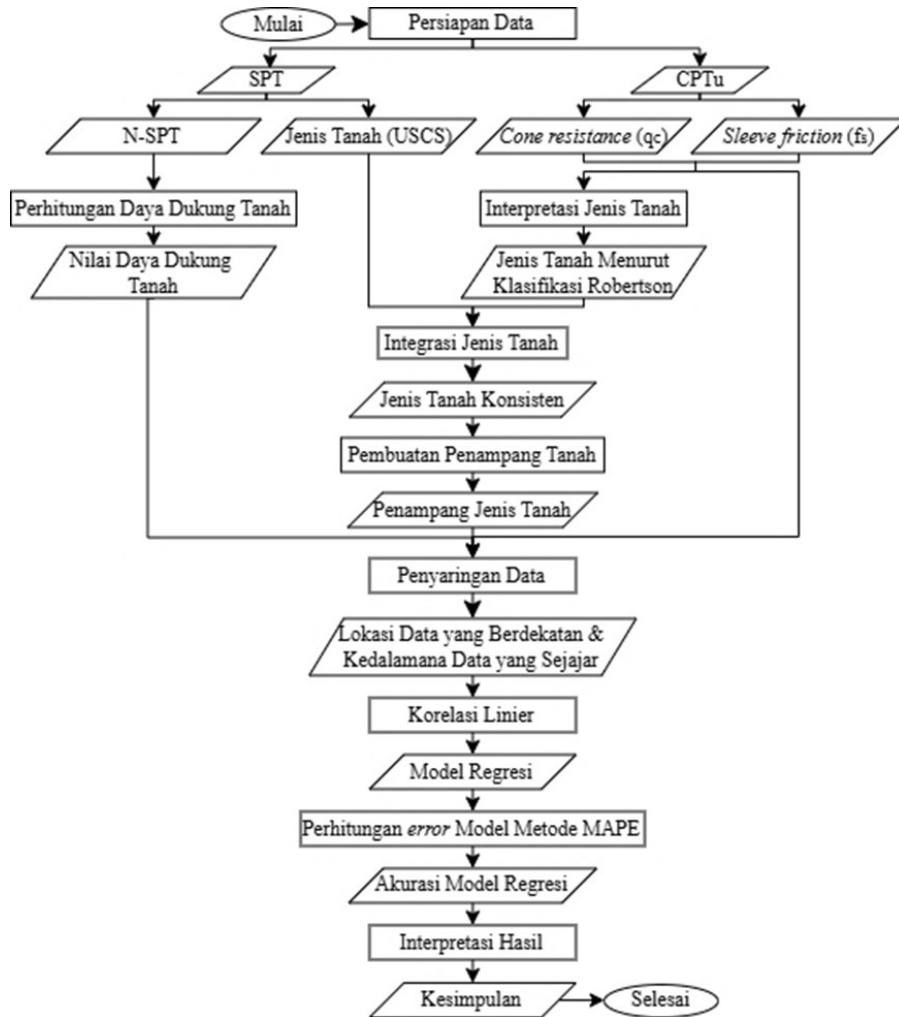 Mulai
Persiapan Data
SPT
CPTu
N-SPT
Jenis Tanah (USCS)
Cone resistance (qc)
Sleeve friction (fs)
Perhitungan Daya Dukung Tanah
Interpretasi Jenis Tanah
Nilai Daya Dukung
Tanah
Jenis Tanah Menurut
Klasifikasi Robertson
Integrasi Jenis Tanah
Jenis Tanah Konsisten
Pembuatan Penampang Tanah
Penampang Jenis Tanah
Penyaringan Data
Lokasi Data yang Berdekatan &
Kedalamana Data yang Sejajar
Korelasi Linier
Model Regresi
Perhitungan error Model Metode MAPE
Akurasi Model Regresi
Interpretasi Hasil
Kesimpulan
Selesai